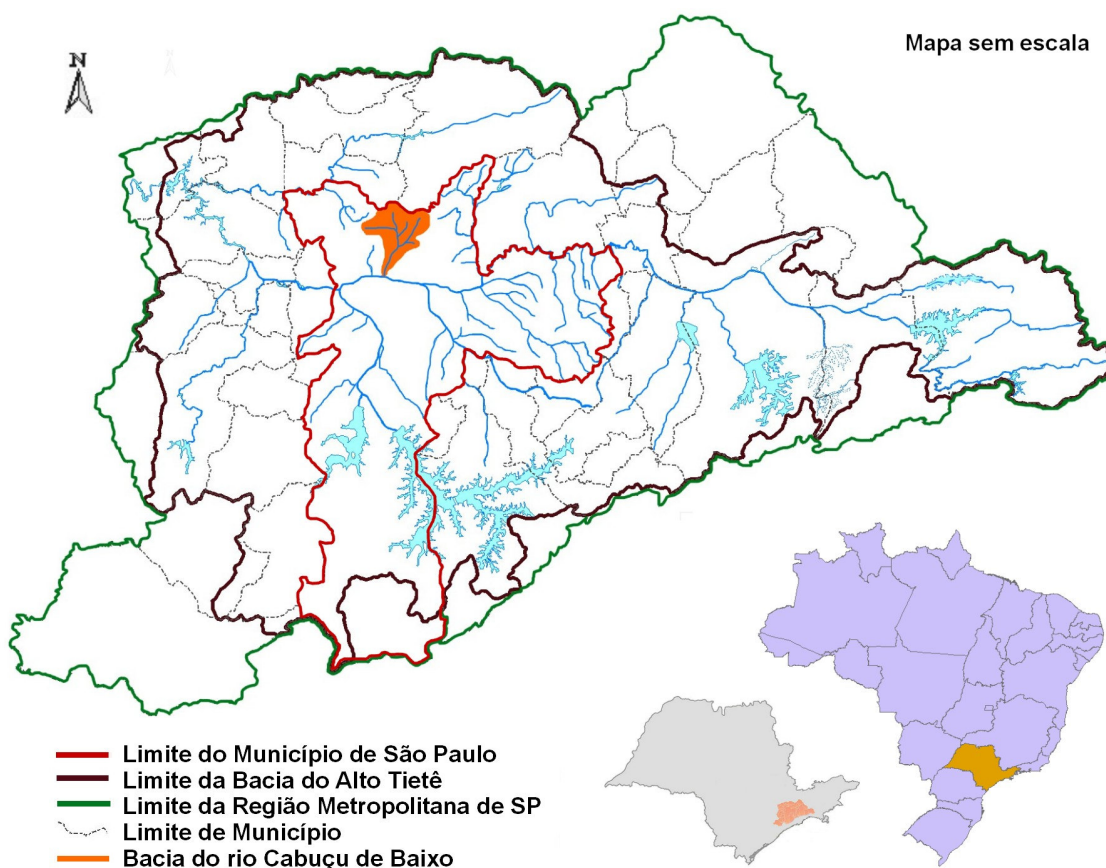 Mapa sem escala
N
Limite do Município de São Paulo
Limite da Bacia do Alto Tietê
Limite da Região Metropolitana de SP
Limite de Município
Bacia do rio Cabuçu de Baixo